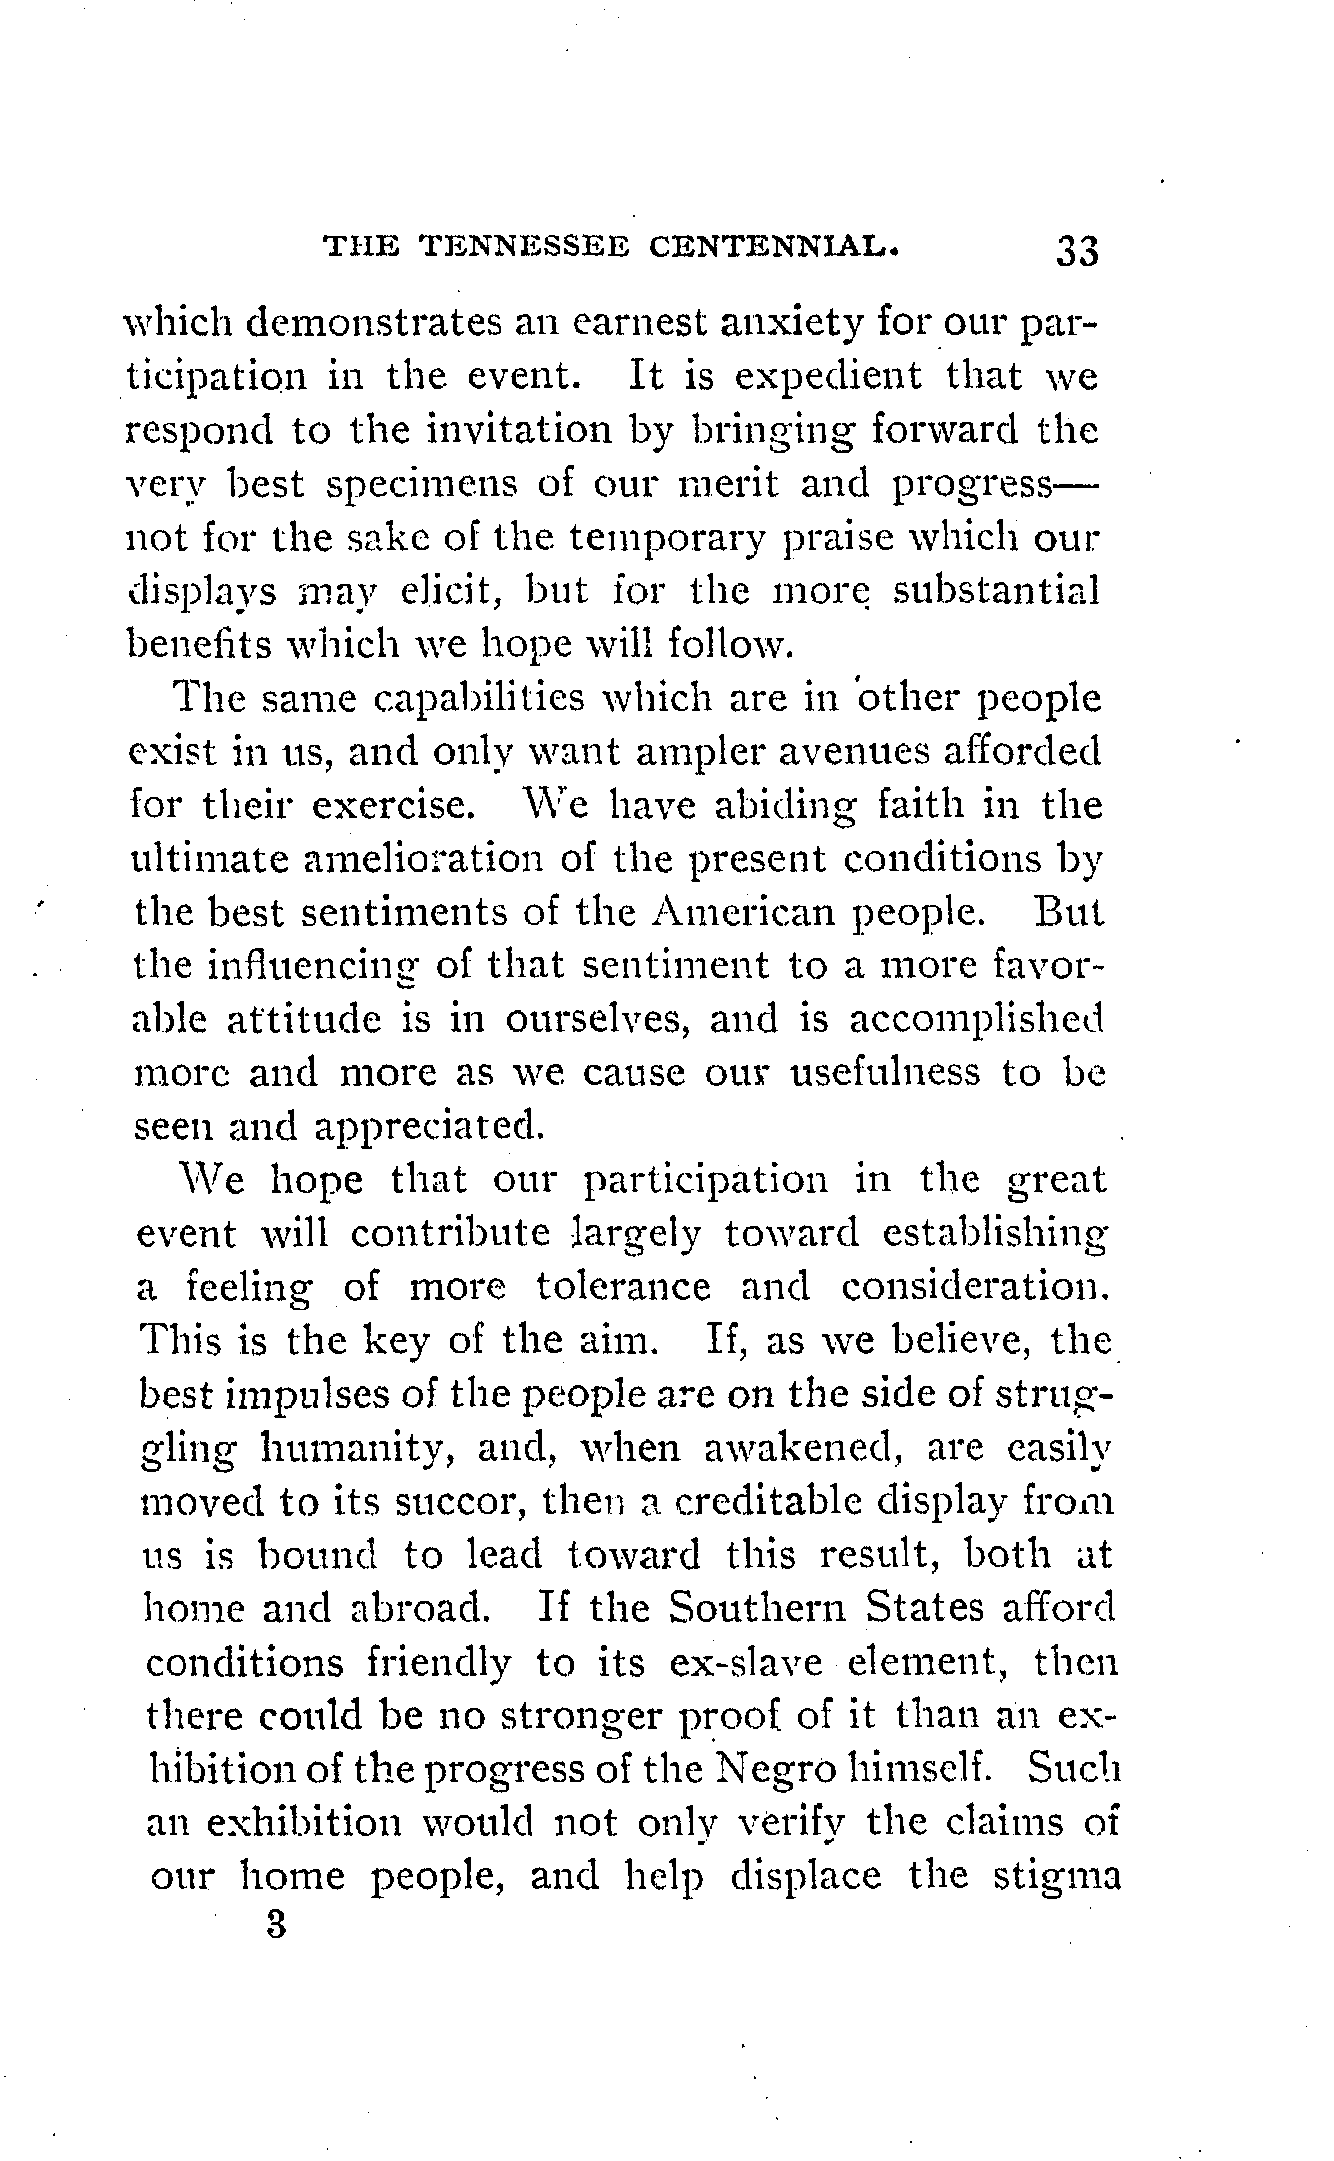 THE TENNESSEE CENTENNIAL. 33
which demonstrates an earnest anxiety for our par-
ticipation in the event. It is expedient that we
respond to the invitation by bringing forward the
very best specimens of our merit and progress—
not for the sake of the temporary praise which our
displays may elicit, but for the more substantial
benefits which we hope will follow.
The same capabilities which are in other people
exist in us, and only want ampler avenues afforded
for their exercise. We have abiding faith in the
ultimate amelioration of the present conditions by
the best sentiments of the American people. But
the influencing of that sentiment to a more favor-
able attitude is in ourselves, and is accomplished
more and more as we cause our usefulness to be
seen and appreciated.
We hope that our participation in the great
event will contribute largely toward establishing
a feeling of more tolerance and consideration.
This is the key of the aim. If, as we believe, the
best impulses of the people are on the side of strug-
gling humanity, and, when awakened, are easily
moved to its succor, then a creditable display from
us is bound to lead toward this result, both at
home and abroad. If the Southern States afford
conditions friendly to its ex-slave element, then
there could be no stronger proof of it than an ex-
hibition of the progress of the Negro himself. Such
an exhibition would not only verify the claims of
our home people, and help displace the stigma
3